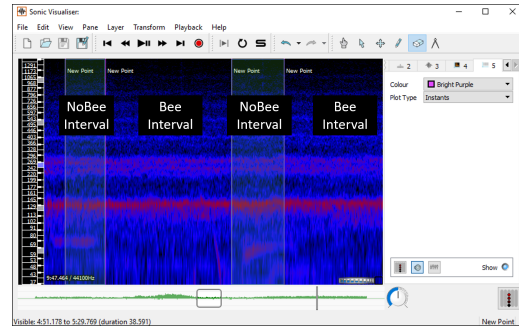 Sonic Visualiser:
File Edit View Pane Layer Transform Playback Help
2 3 4 5
New Point New Point New Point New Point
Colour Bright Purple
Plot Type Instants
NoBee
Interval
Bee
Interval
NoBee
Interval
Bee
Interval
Show
9:47.464 / 44100Hz
Visible: 4:51.178 to 5:29.769 (duration 38.591)
New Point